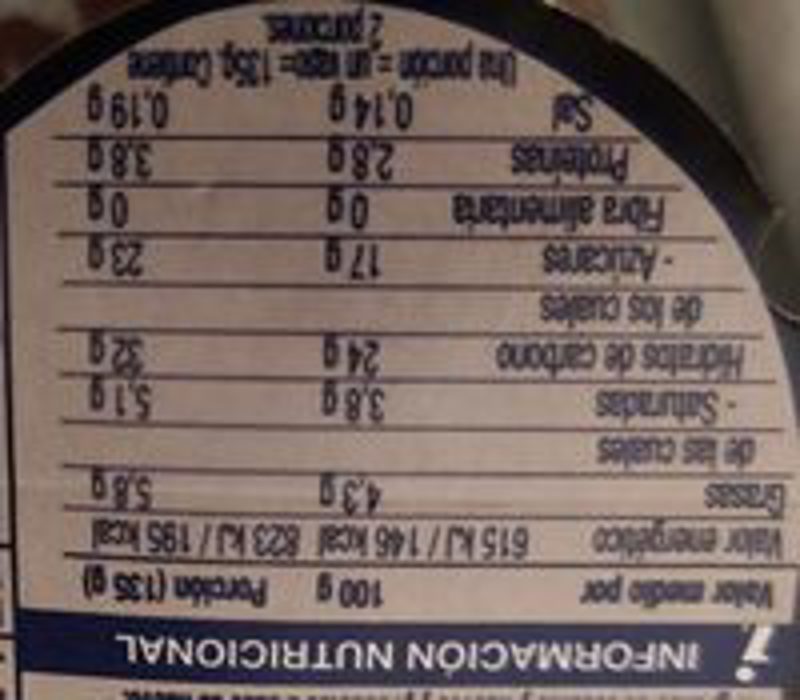 i INFORMACIÓN NUTRICIONAL
Valor medio por 100 g Porción (135 g)
Valor energético 615 kJ / 146 kcal 823 kJ / 195 kcal
Grasas 4,3 g 5,8 g
de las cuales
- Saturadas 3,8 g 5,1 g
Hidratos de carbono 24 g 32 g
de los cuales
- Azúcares 17 g 23 g
Fibra alimentaria 0 g 0 g
Proteínas 2,8 g 3,8 g
Sal 0,14 g 0,19 g
Una porción = un vaso= 135g. Contiene
2 porciones.